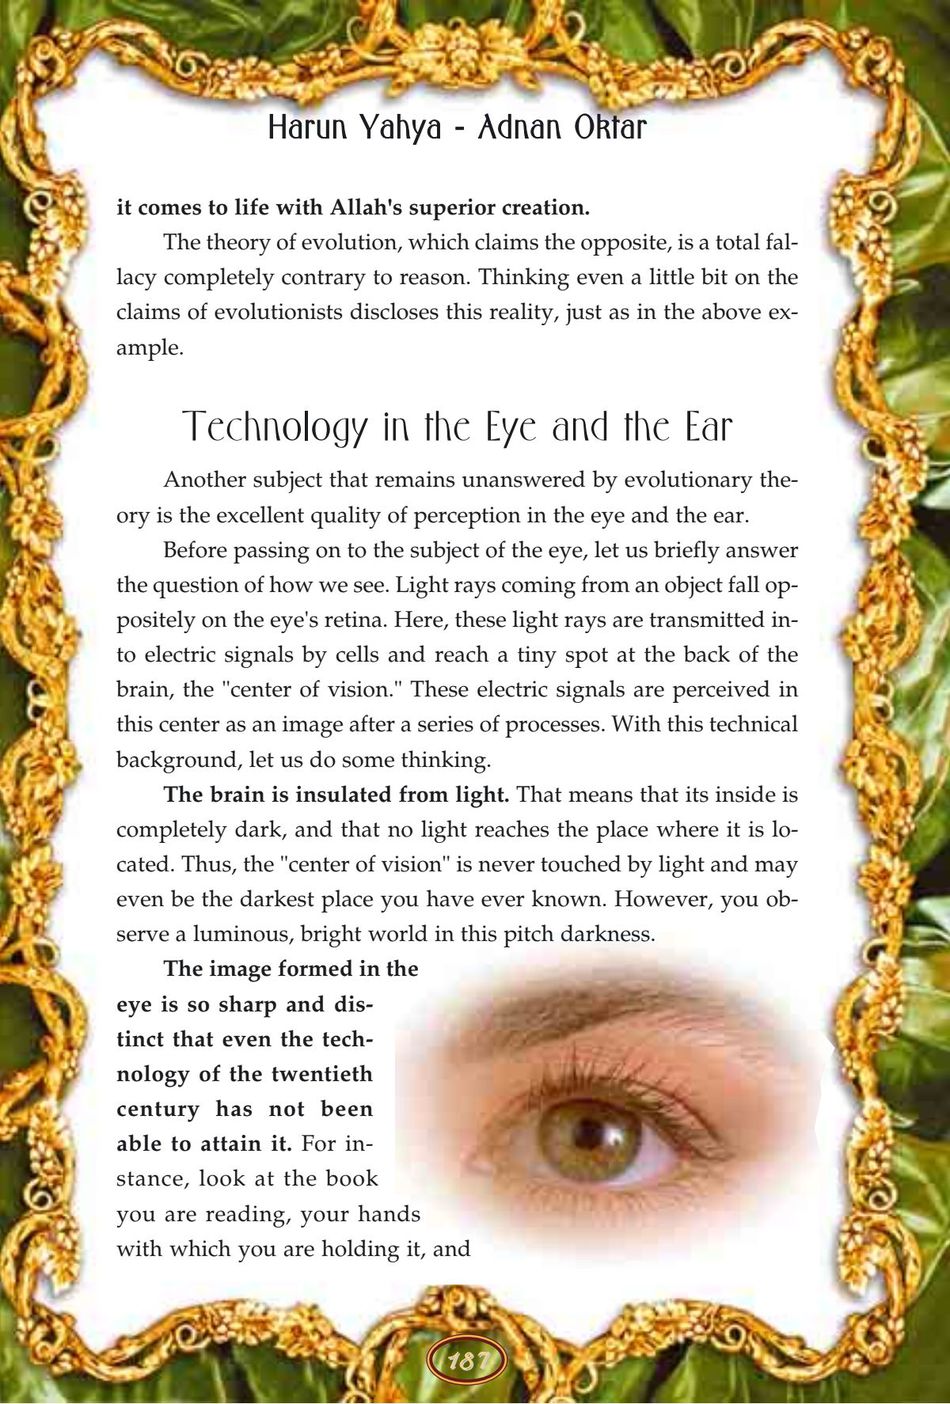 Harun Yahya - Adnan Oktar
it comes to life with Allah's superior creation.
The theory of evolution, which claims the opposite, is a total fal-
lacy completely contrary to reason. Thinking even a little bit on the
claims of evolutionists discloses this reality, just as in the above ex-
ample.
Technology in the Eye and the Ear
Another subject that remains unanswered by evolutionary the-
ory is the excellent quality of perception in the eye and the ear.
Before passing on to the subject of the eye, let us briefly answer
the question of how we see. Light rays coming from an object fall op-
positely on the eye's retina. Here, these light rays are transmitted in-
to electric signals by cells and reach a tiny spot at the back of the
brain, the "center of vision." These electric signals are perceived in
this center as an image after a series of processes. With this technical
background, let us do some thinking.
The brain is insulated from light. That means that its inside is
completely dark, and that no light reaches the place where it is lo-
cated. Thus, the "center of vision" is never touched by light and may
even be the darkest place you have ever known. However, you ob-
serve a luminous, bright world in this pitch darkness.
The image formed in the
eye is so sharp and dis-
tinct that even the tech-
nology of the twentieth
century has not been
able to attain it. For in-
stance, look at the book
you are reading, your hands
with which you are holding it, and
187